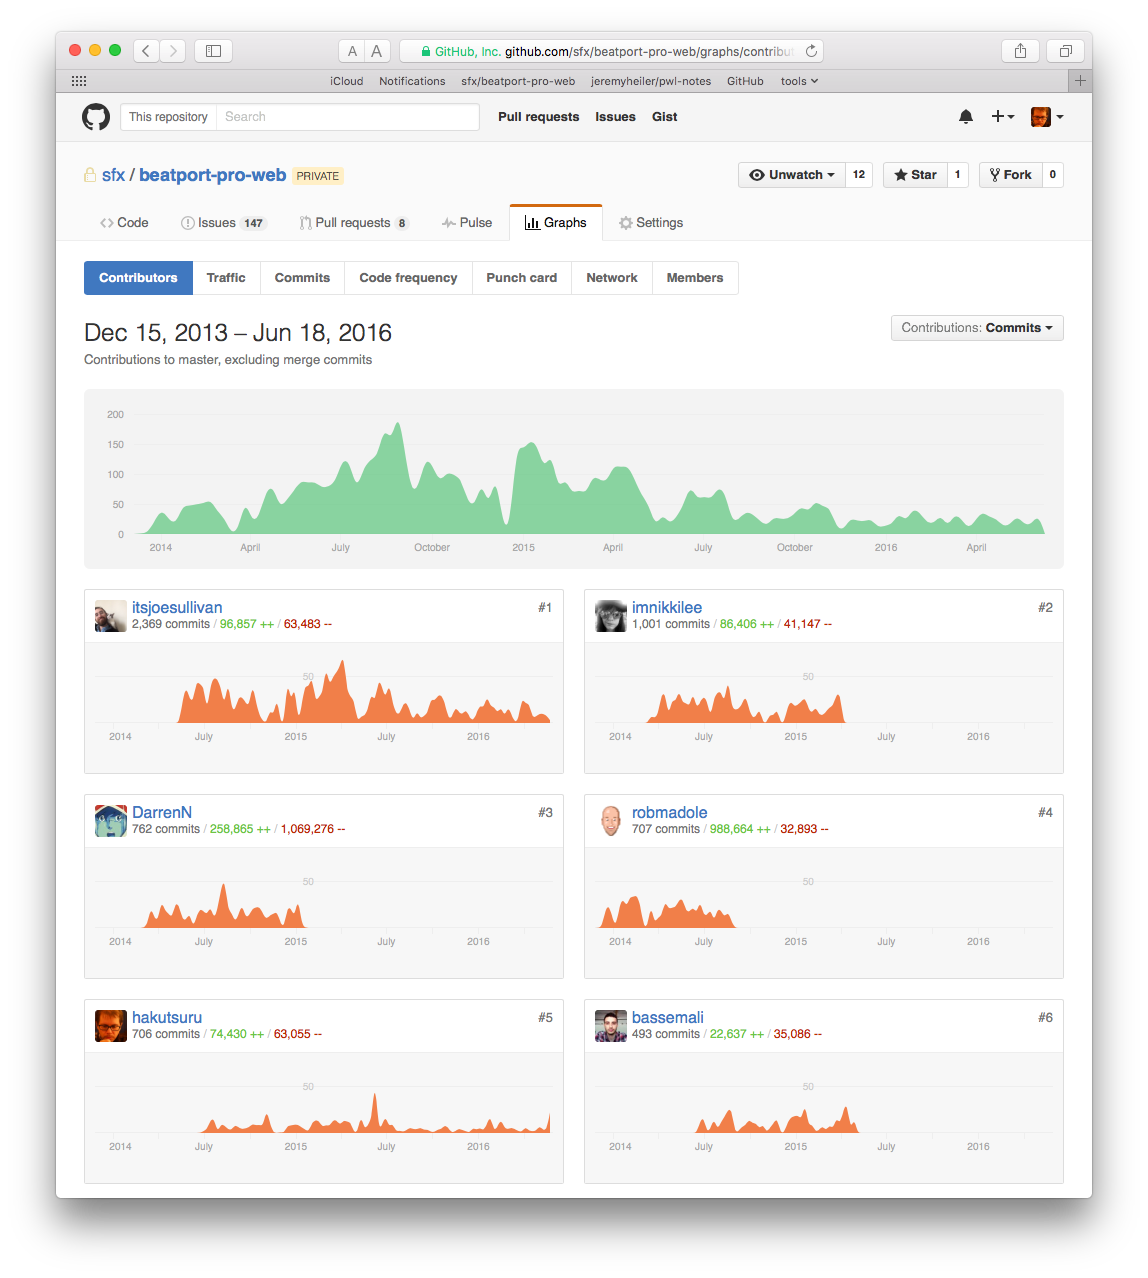 A A GitHub, Inc. github.com/sfx/beatport-pro-web/graphs/contribut
iCloud Notifications sfx/beatport-pro-web jeremyheiler/pwl-notes GitHub tools
This repository Search Pull requests Issues Gist
sfx / beatport-pro-web PRIVATE Unwatch 12 Star 1 Fork 0
Code Issues 147 Pull requests 8 Pulse Graphs Settings
Contributors Traffic Commits Code frequency Punch card Network Members
Dec 15, 2013 – Jun 18, 2016 Contributions: Commits
Contributions to master, excluding merge commits
200
150
100
50
0
2014 April July October 2015 April July October 2016 April
itsjoesullivan #1
2,369 commits / 96,857 ++ / 63,483 --
50
2014 July 2015 July 2016
imnikkilee #2
1,001 commits / 86,406 ++ / 41,147 --
50
2014 July 2015 July 2016
DarrenN #3
762 commits / 258,865 ++ / 1,069,276 --
50
2014 July 2015 July 2016
robmadole #4
707 commits / 988,664 ++ / 32,893 --
50
2014 July 2015 July 2016
hakutsuru #5
706 commits / 74,430 ++ / 63,055 --
50
2014 July 2015 July 2016
bassemali #6
493 commits / 22,637 ++ / 35,086 --
50
2014 July 2015 July 2016